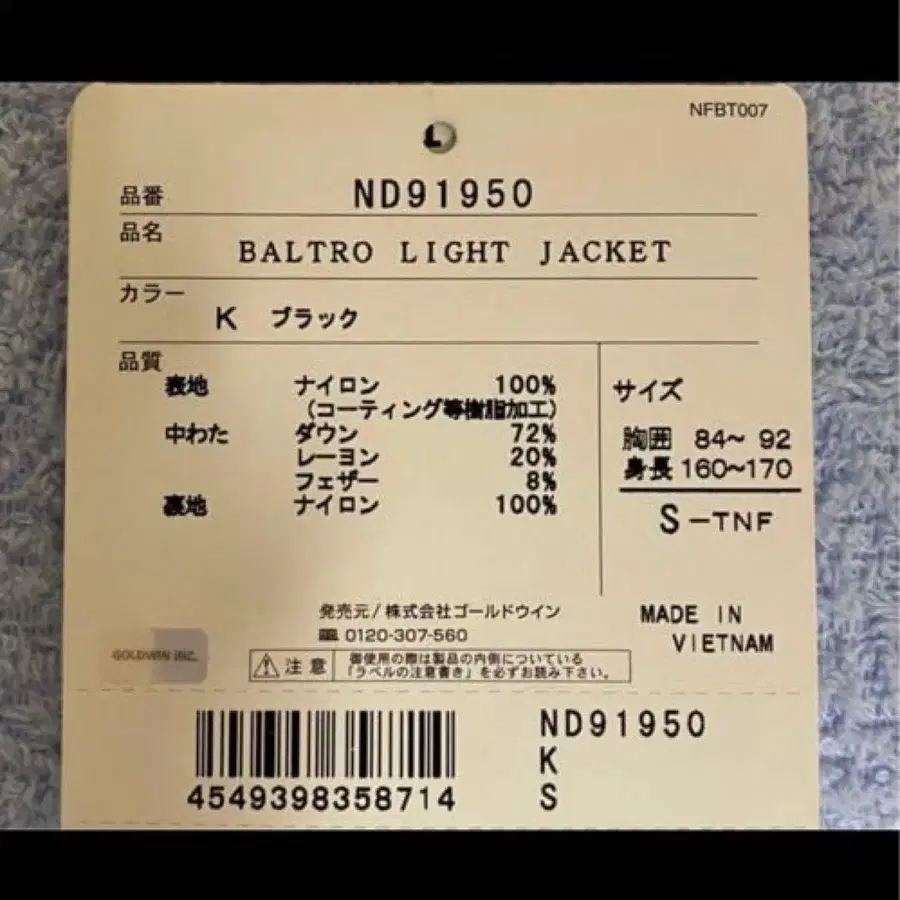 NFBT007
品番 ND91950
品名
BALTRO LIGHT JACKET
カラー
K ブラック
品質
表地 ナイロン 100%
(コーティング等樹脂加工)
中わた ダウン 72%
レーヨン 20%
フェザー 8%
裏地 ナイロン 100%
サイズ
胸囲 84~ 92
身長 160~170
S-TNF
発売元/株式会社ゴールドウイン
0120-307-560
MADE IN
VIETNAM
GOLDWIN INC.
注意
御使用の際は製品の内側についている
「ラベルの注意書き」を必ずお読み下さい。
4549398358714
ND91950
K
S